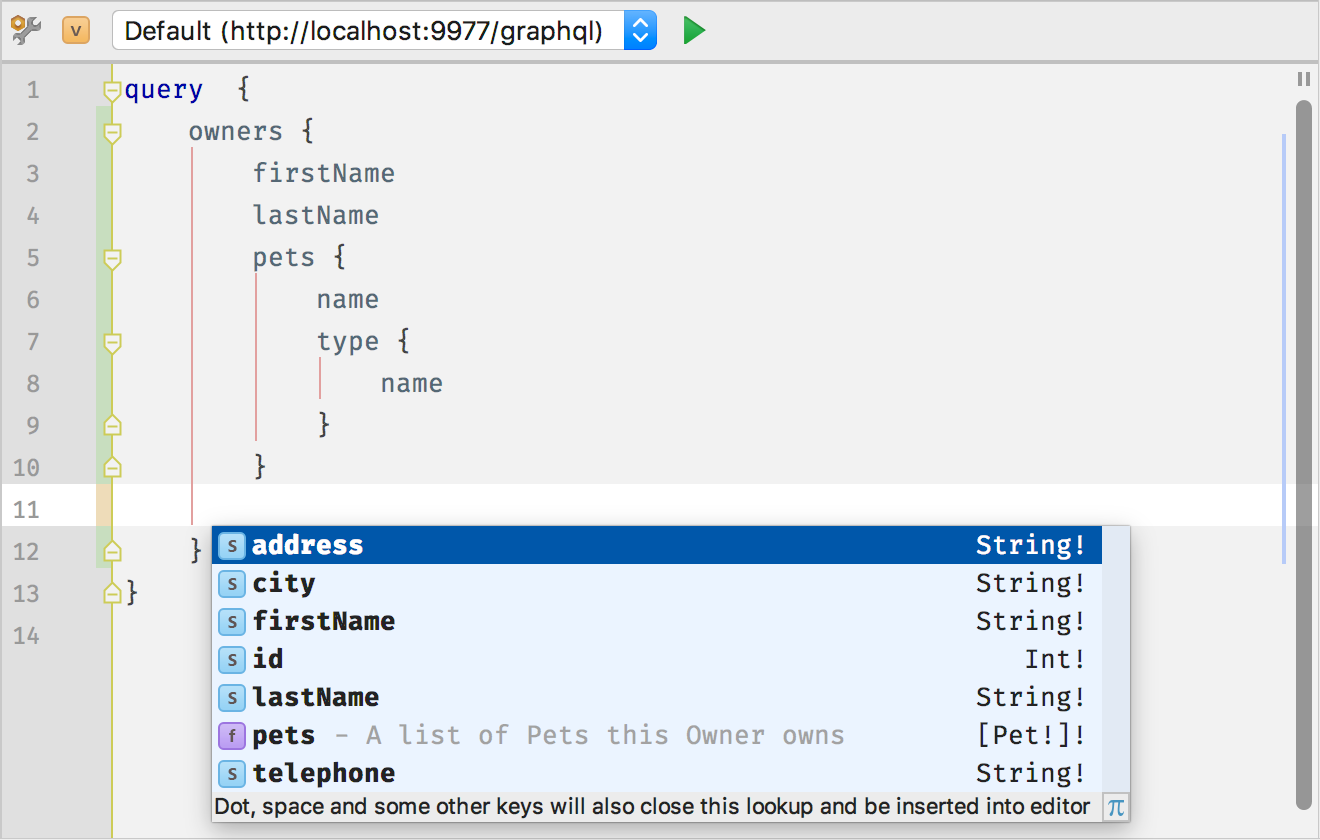 V Default (http://localhost:9977/graphql)
1 query {
2 owners {
3 firstName
4 lastName
5 pets {
6 name
7 type {
8 name
9 }
10 }
11
12 }
13 }
14
S address String!
S city String!
S firstName String!
S id Int!
S lastName String!
f pets - A list of Pets this Owner owns [Pet!]!
S telephone String!
Dot, space and some other keys will also close this lookup and be inserted into editor π